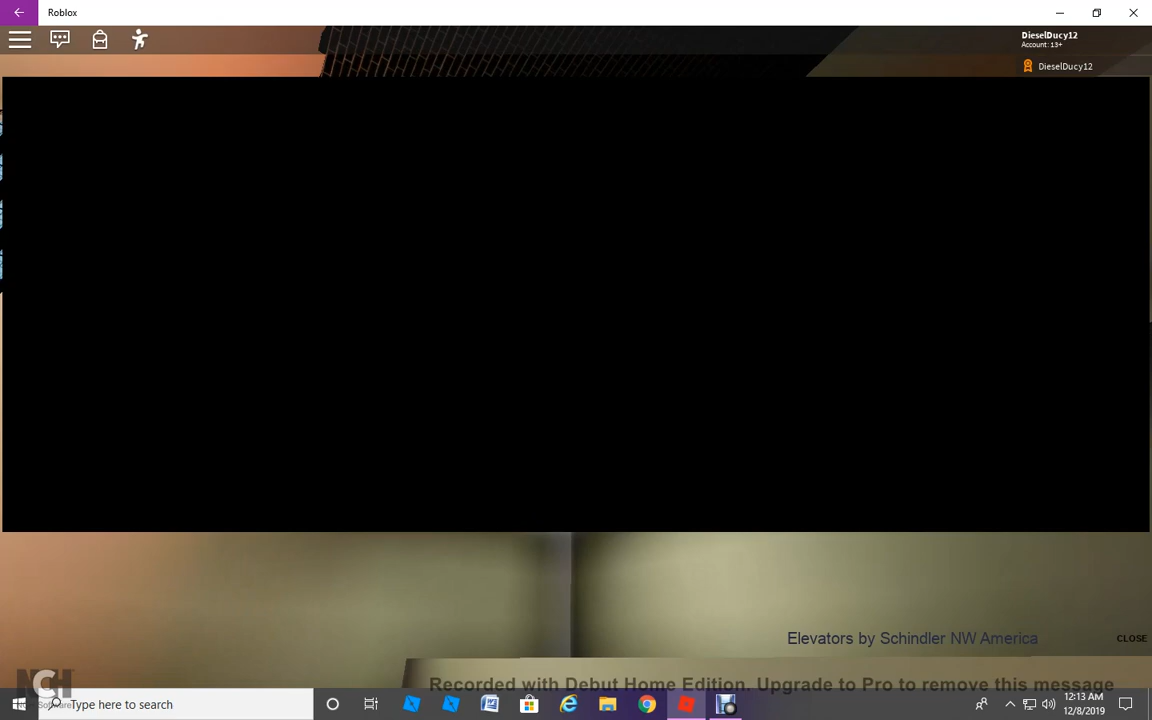 Roblox
DieselDucy12
Account: 13+
DieselDucy12
Elevators by Schindler NW America
CLOSE
Recorded with Debut Home Edition. Upgrade to Pro to remove this message
NCH
Type here to search
12:13 AM
12/8/2019